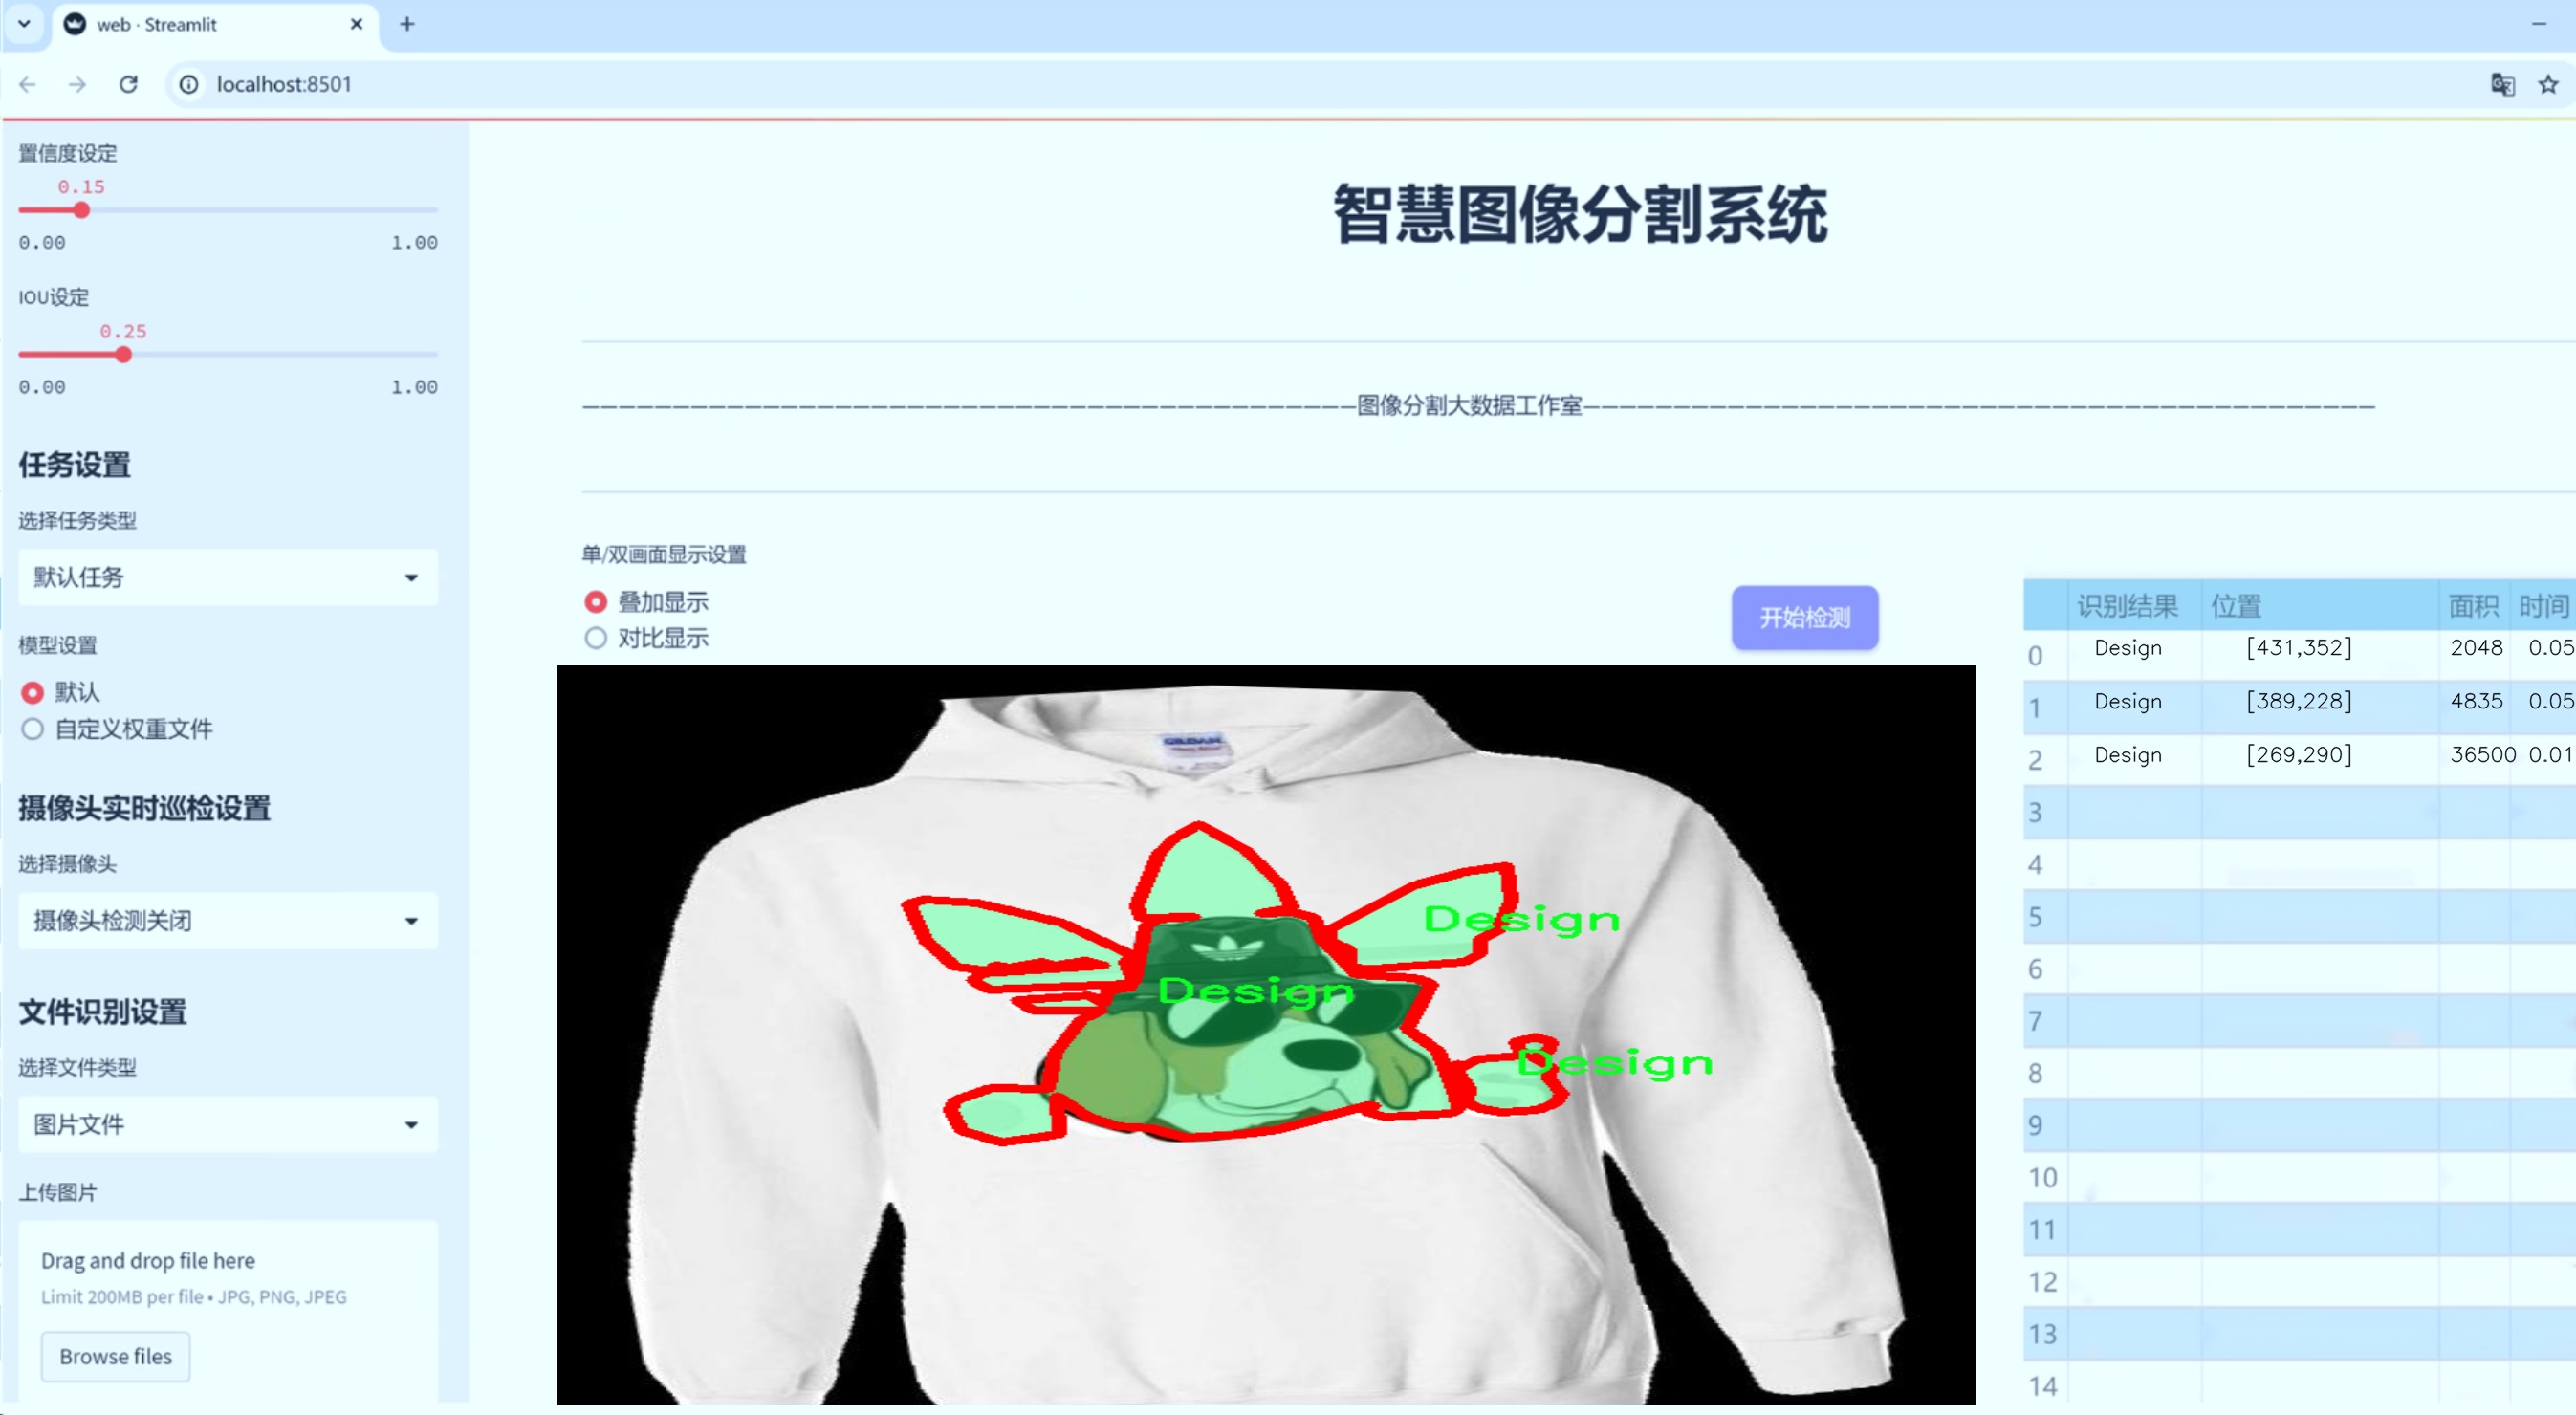 web · Streamlit
localhost:8501
置信度设定
0.15
0.00 1.00
IOU设定
0.25
0.00 1.00
任务设置
选择任务类型
默认任务
模型设置
默认
自定义权重文件
摄像头实时巡检设置
选择摄像头
摄像头检测关闭
文件识别设置
选择文件类型
图片文件
上传图片
Drag and drop file here
Limit 200MB per file • JPG, PNG, JPEG
Browse files
智慧图像分割系统
———————————————————————————————————————————图像分割大数据工作室————————————————————————————————————————————
单/双画面显示设置
叠加显示
对比显示
开始检测
GILDAN
Design
Design
Design
识别结果 位置 面积 时间
0 Design [431,352] 2048 0.05
1 Design [389,228] 4835 0.05
2 Design [269,290] 36500 0.01
3
4
5
6
7
8
9
10
11
12
13
14